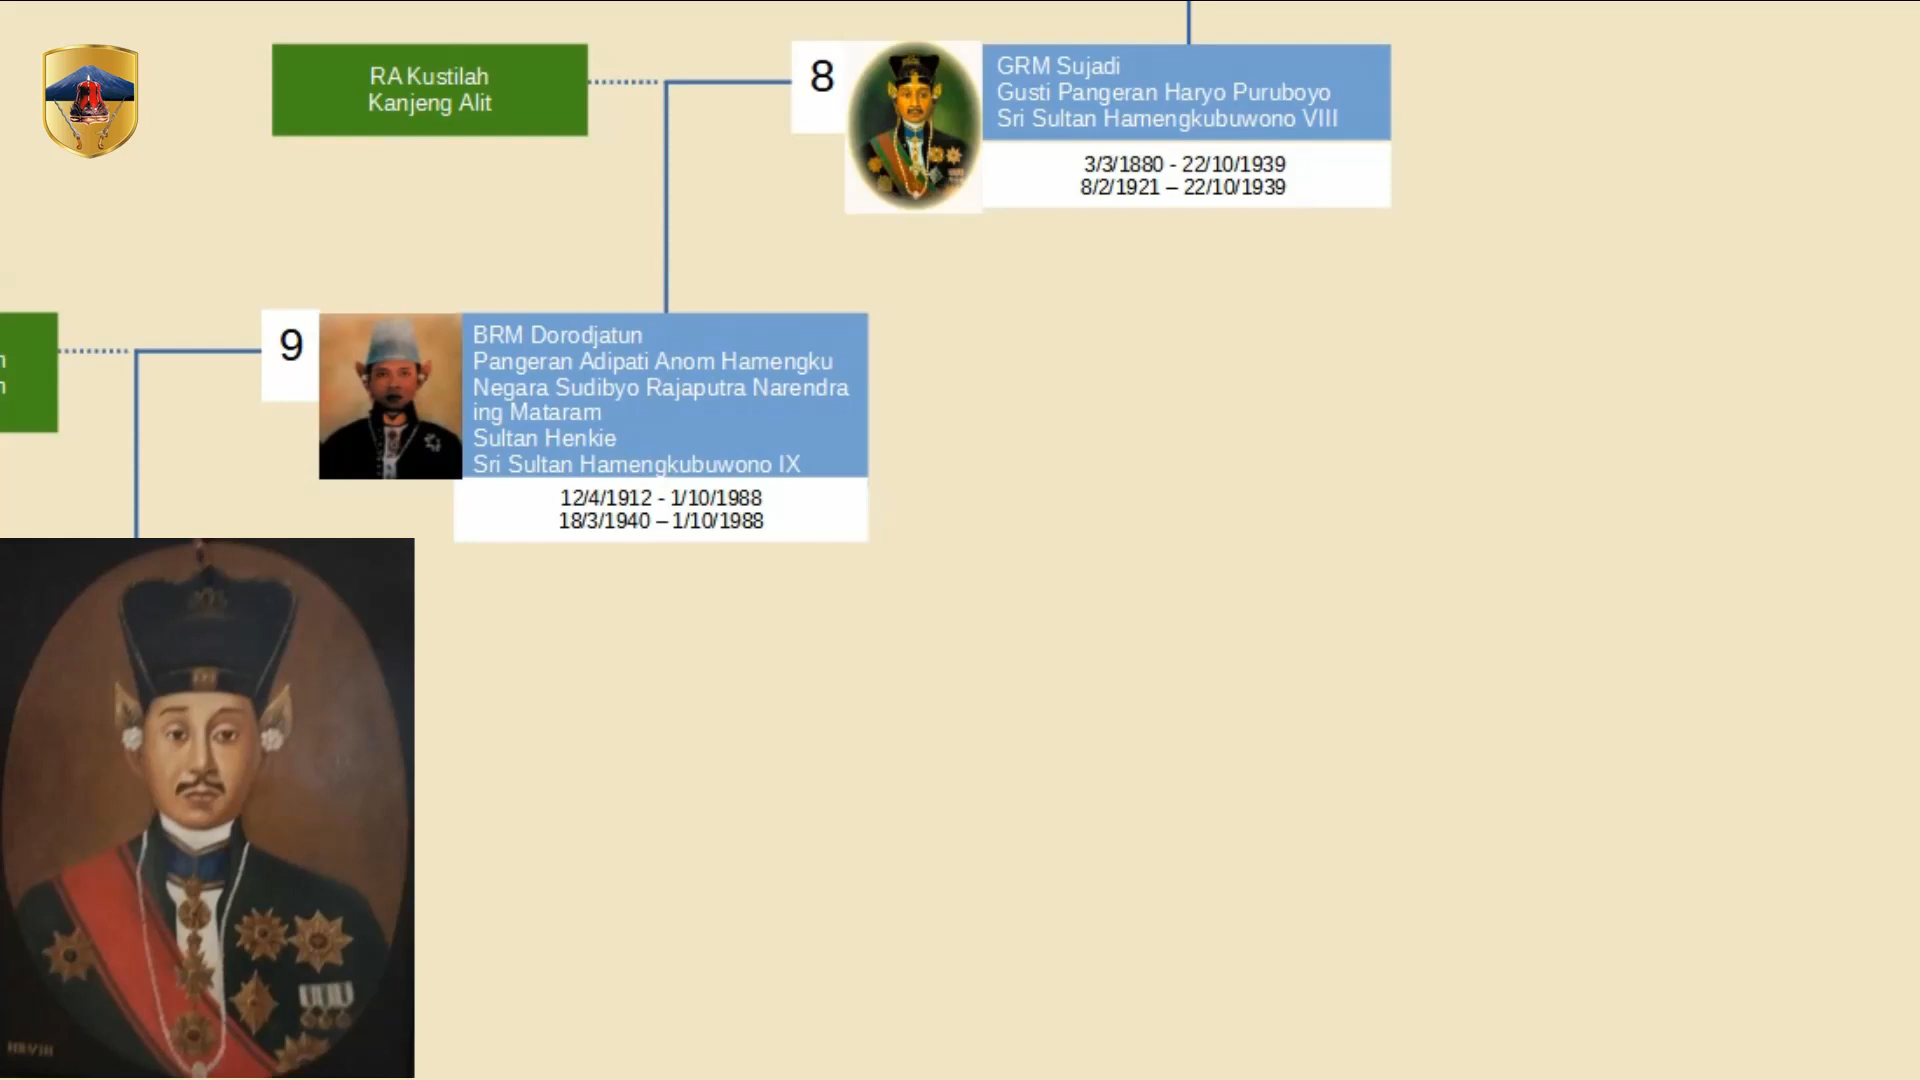 RA Kustilah
Kanjeng Alit
8
GRM Sujadi
Gusti Pangeran Haryo Puruboyo
Sri Sultan Hamengkubuwono VIII
3/3/1880 - 22/10/1939
8/2/1921 – 22/10/1939
9
BRM Dorodjatun
Pangeran Adipati Anom Hamengku
Negara Sudibyo Rajaputra Narendra
ing Mataram
Sultan Henkie
Sri Sultan Hamengkubuwono IX
12/4/1912 - 1/10/1988
18/3/1940 – 1/10/1988